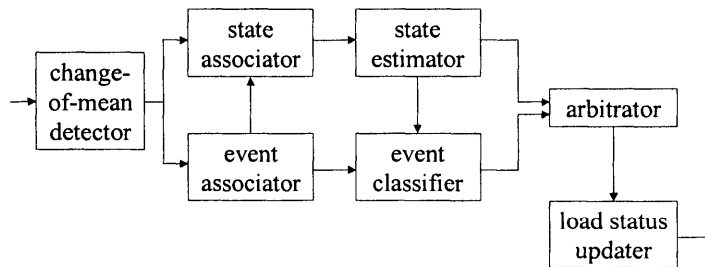 change-
of-mean
detector
state
associator
state
estimator
event
associator
event
classifier
arbitrator
load status
updater